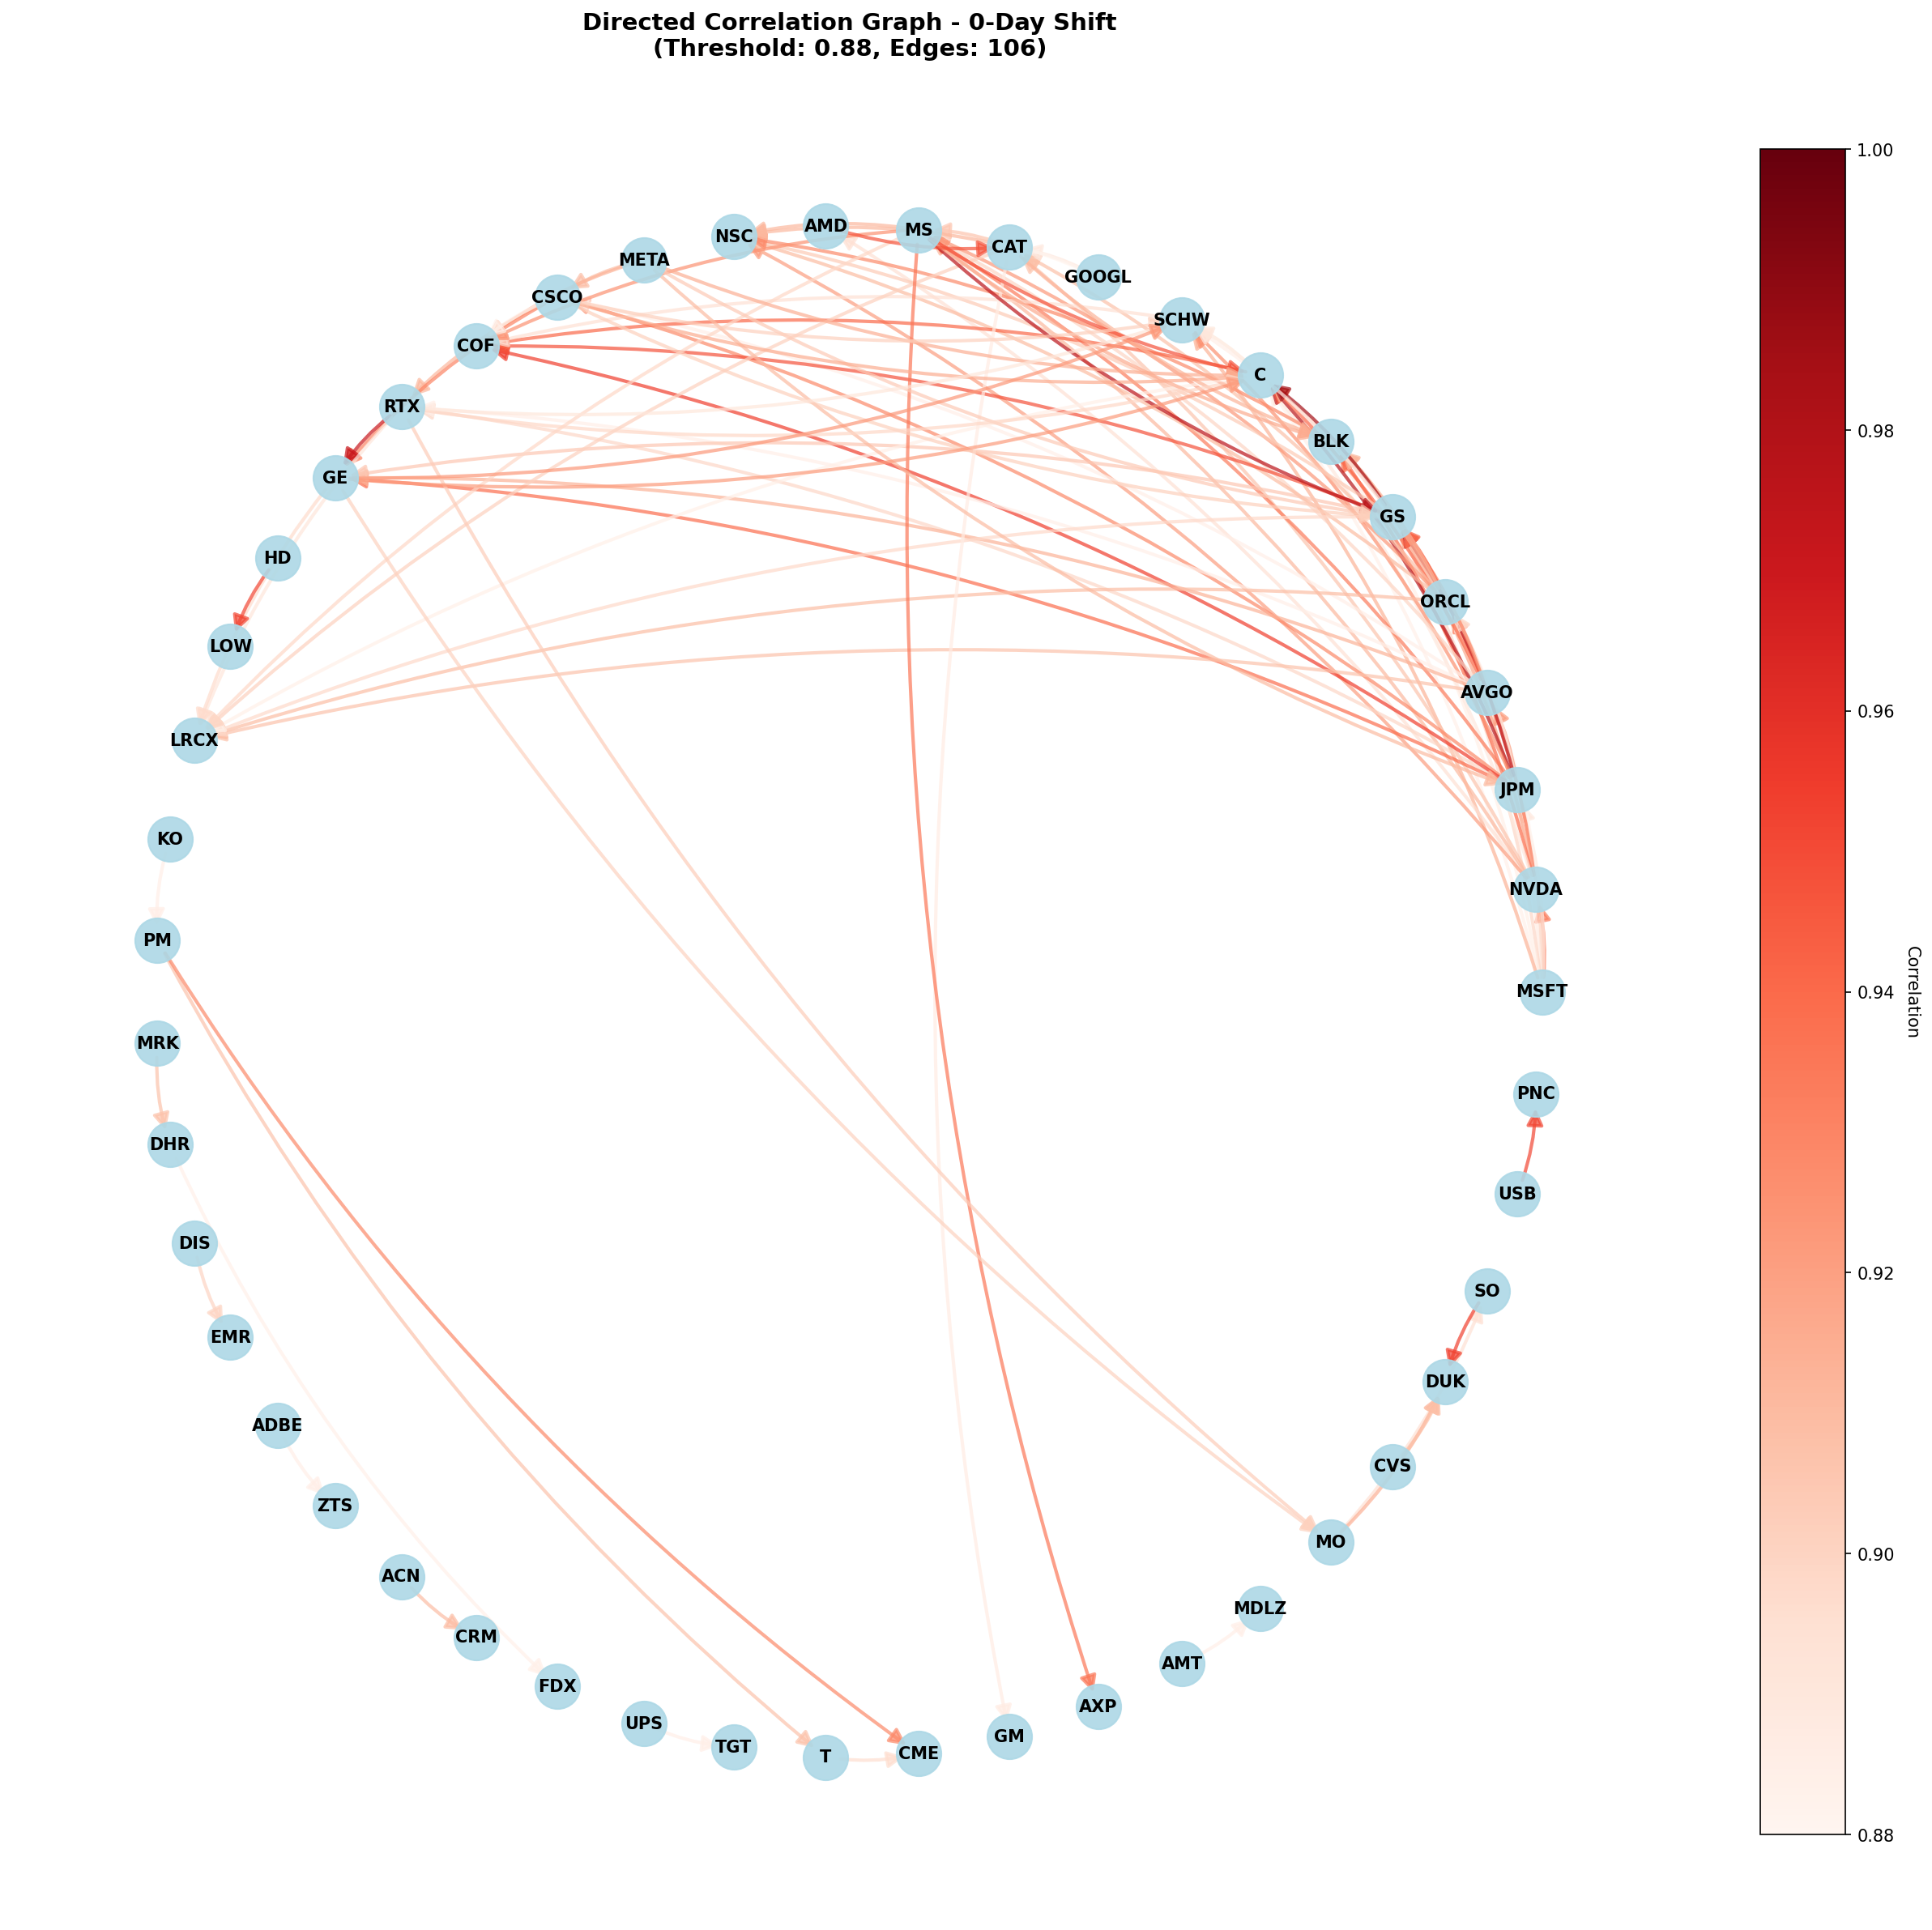 Directed Correlation Graph - 0-Day Shift
(Threshold: 0.88, Edges: 106)
AMD
MS
NSC
CAT
META
GOOGL
CSCO
SCHW
COF
C
RTX
BLK
GE
GS
HD
ORCL
LOW
AVGO
LRCX
JPM
KO
NVDA
PM
MSFT
MRK
PNC
DHR
USB
DIS
SO
EMR
DUK
ADBE
CVS
ZTS
MO
ACN
MDLZ
CRM
AMT
FDX
AXP
UPS
GM
TGT
CME
T
1.00
0.98
0.96
0.94
0.92
0.90
0.88
Correlation